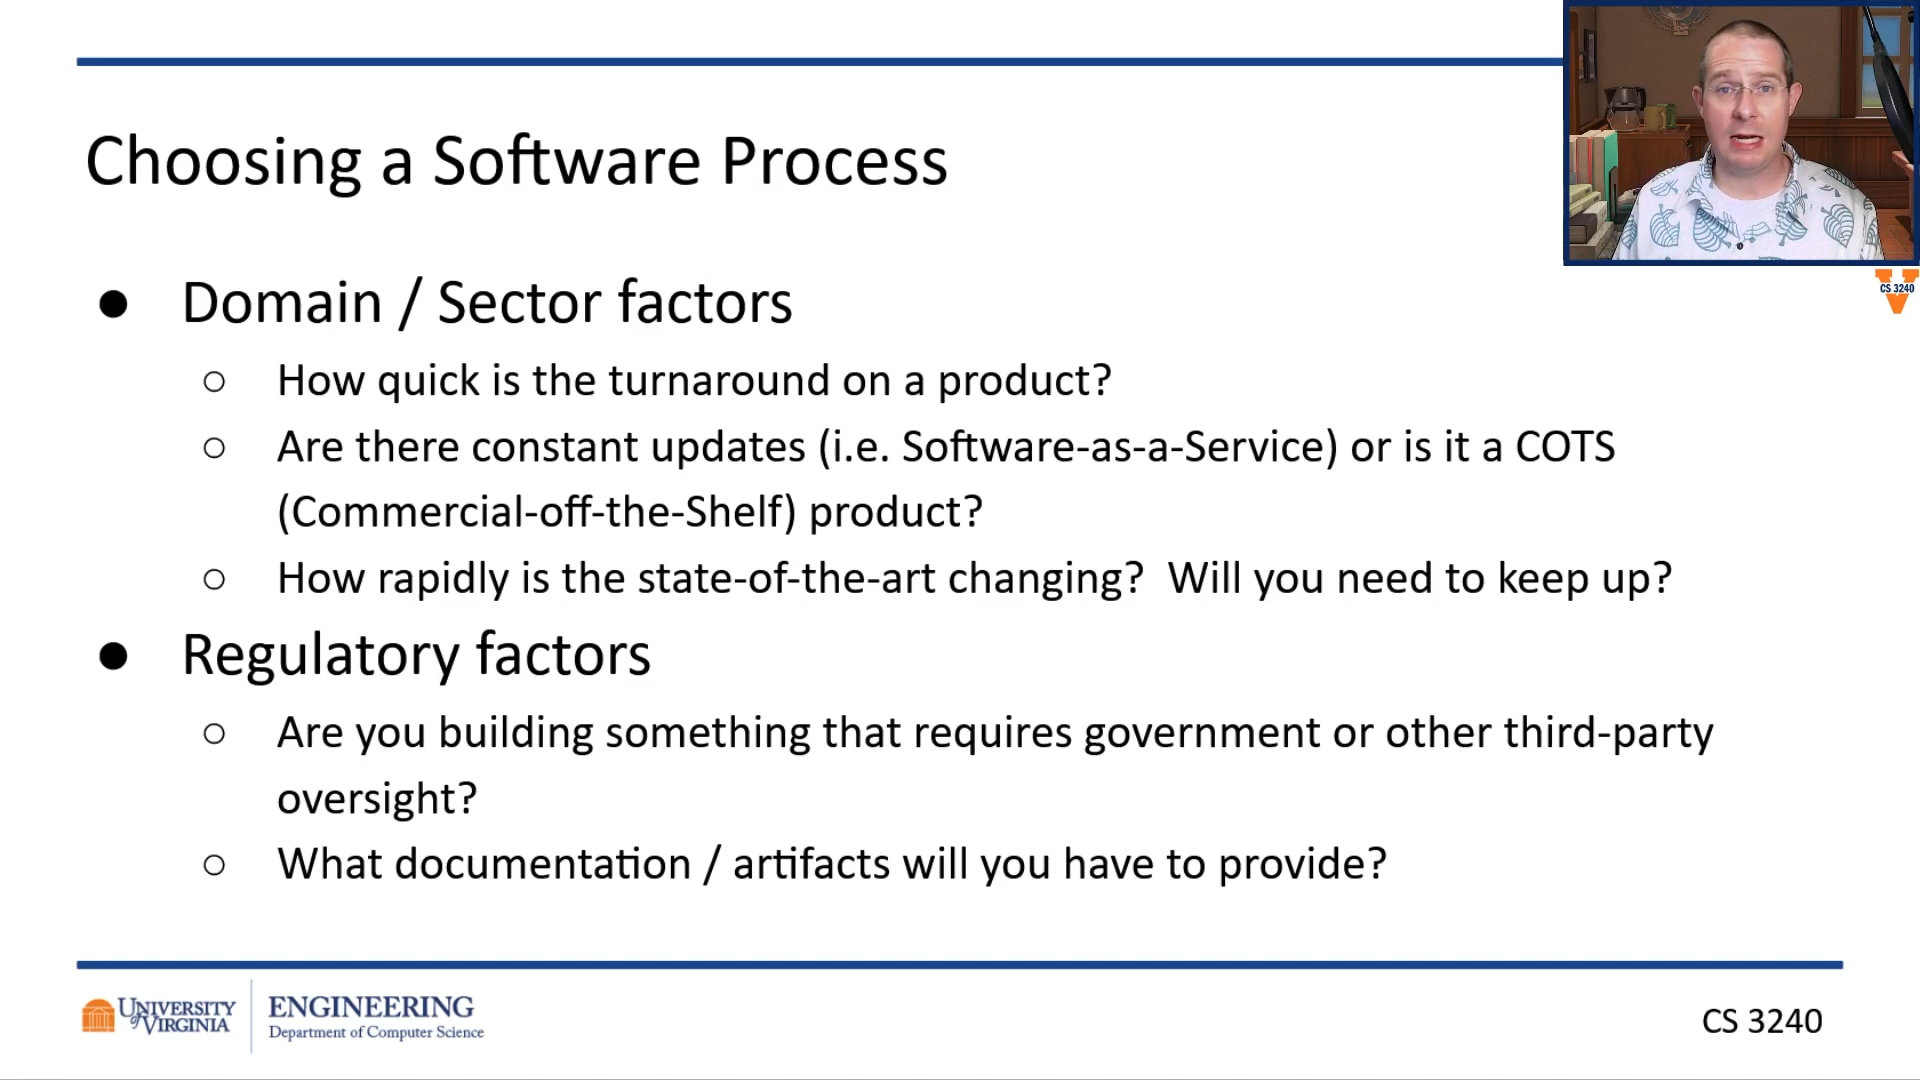 Choosing a Software Process
CS 3240
● Domain / Sector factors
○ How quick is the turnaround on a product?
○ Are there constant updates (i.e. Software-as-a-Service) or is it a COTS
(Commercial-off-the-Shelf) product?
○ How rapidly is the state-of-the-art changing? Will you need to keep up?
● Regulatory factors
○ Are you building something that requires government or other third-party
oversight?
○ What documentation / artifacts will you have to provide?
UNIVERSITY
of VIRGINIA
ENGINEERING
Department of Computer Science
CS 3240